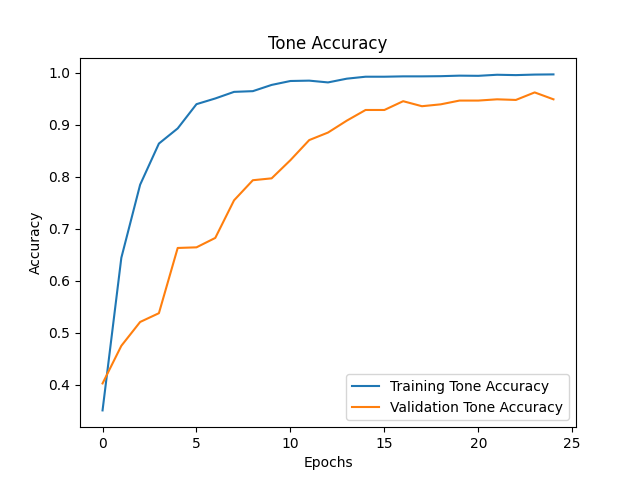 Tone Accuracy
1.0
0.9
0.8
0.7
0.6
0.5
0.4
Accuracy
Training Tone Accuracy
Validation Tone Accuracy
0 5 10 15 20 25
Epochs